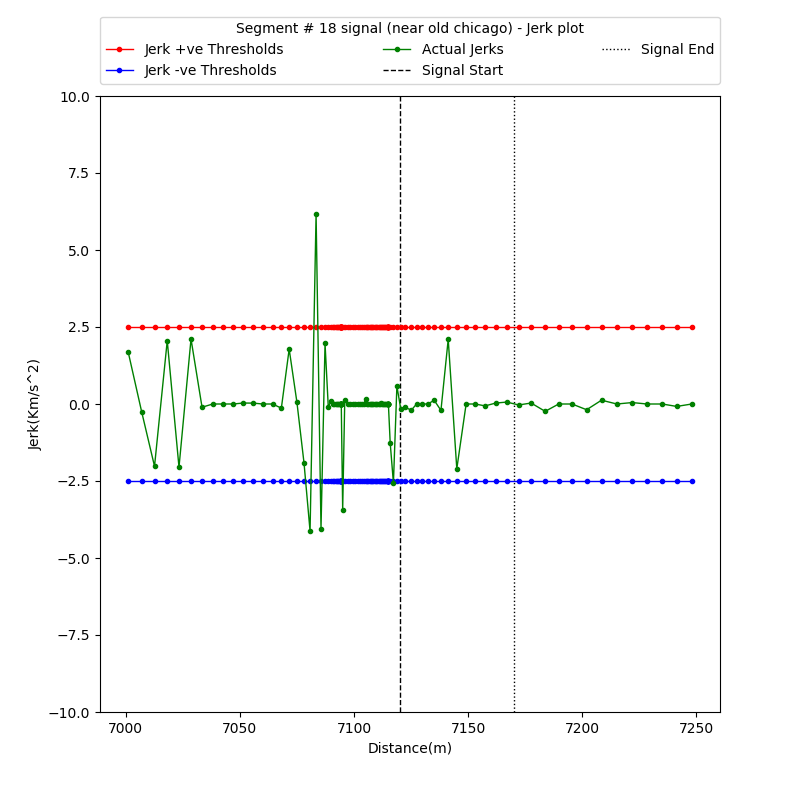 Segment # 18 signal (near old chicago) - Jerk plot
Jerk +ve Thresholds Actual Jerks Signal End
Jerk -ve Thresholds Signal Start
10.0
7.5
5.0
2.5
0.0
−2.5
−5.0
−7.5
−10.0
Jerk(Km/s^2)
7000 7050 7100 7150 7200 7250
Distance(m)